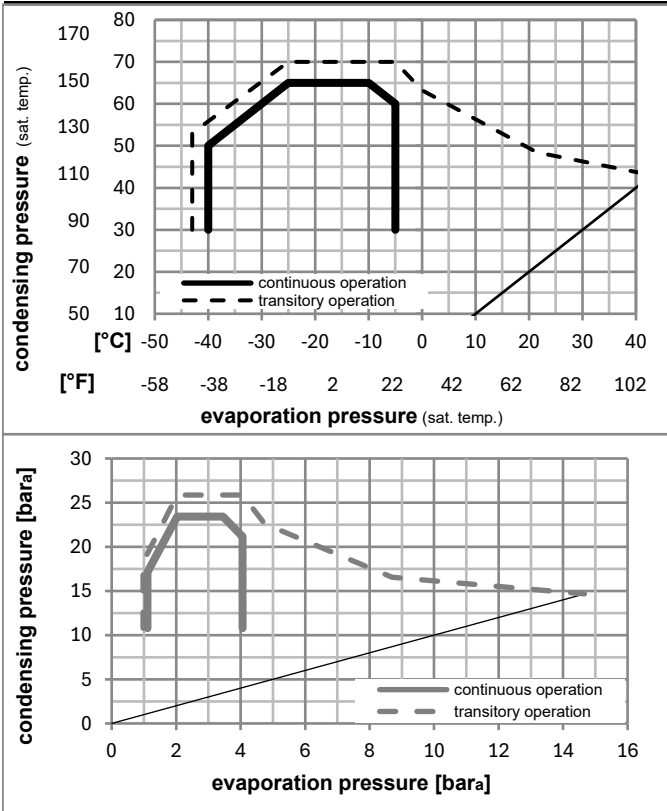 condensing pressure (sat. temp.)
170 80
70
150 60
130 50
110 40
90 30
70 20
50 10
continuous operation
transitory operation
[°C] -50 -40 -30 -20 -10 0 10 20 30 40
[°F] -58 -38 -18 2 22 42 62 82 102
evaporation pressure (sat. temp.)
condensing pressure [bara]
30
25
20
15
10
5
0
continuous operation
transitory operation
0 2 4 6 8 10 12 14 16
evaporation pressure [bara]